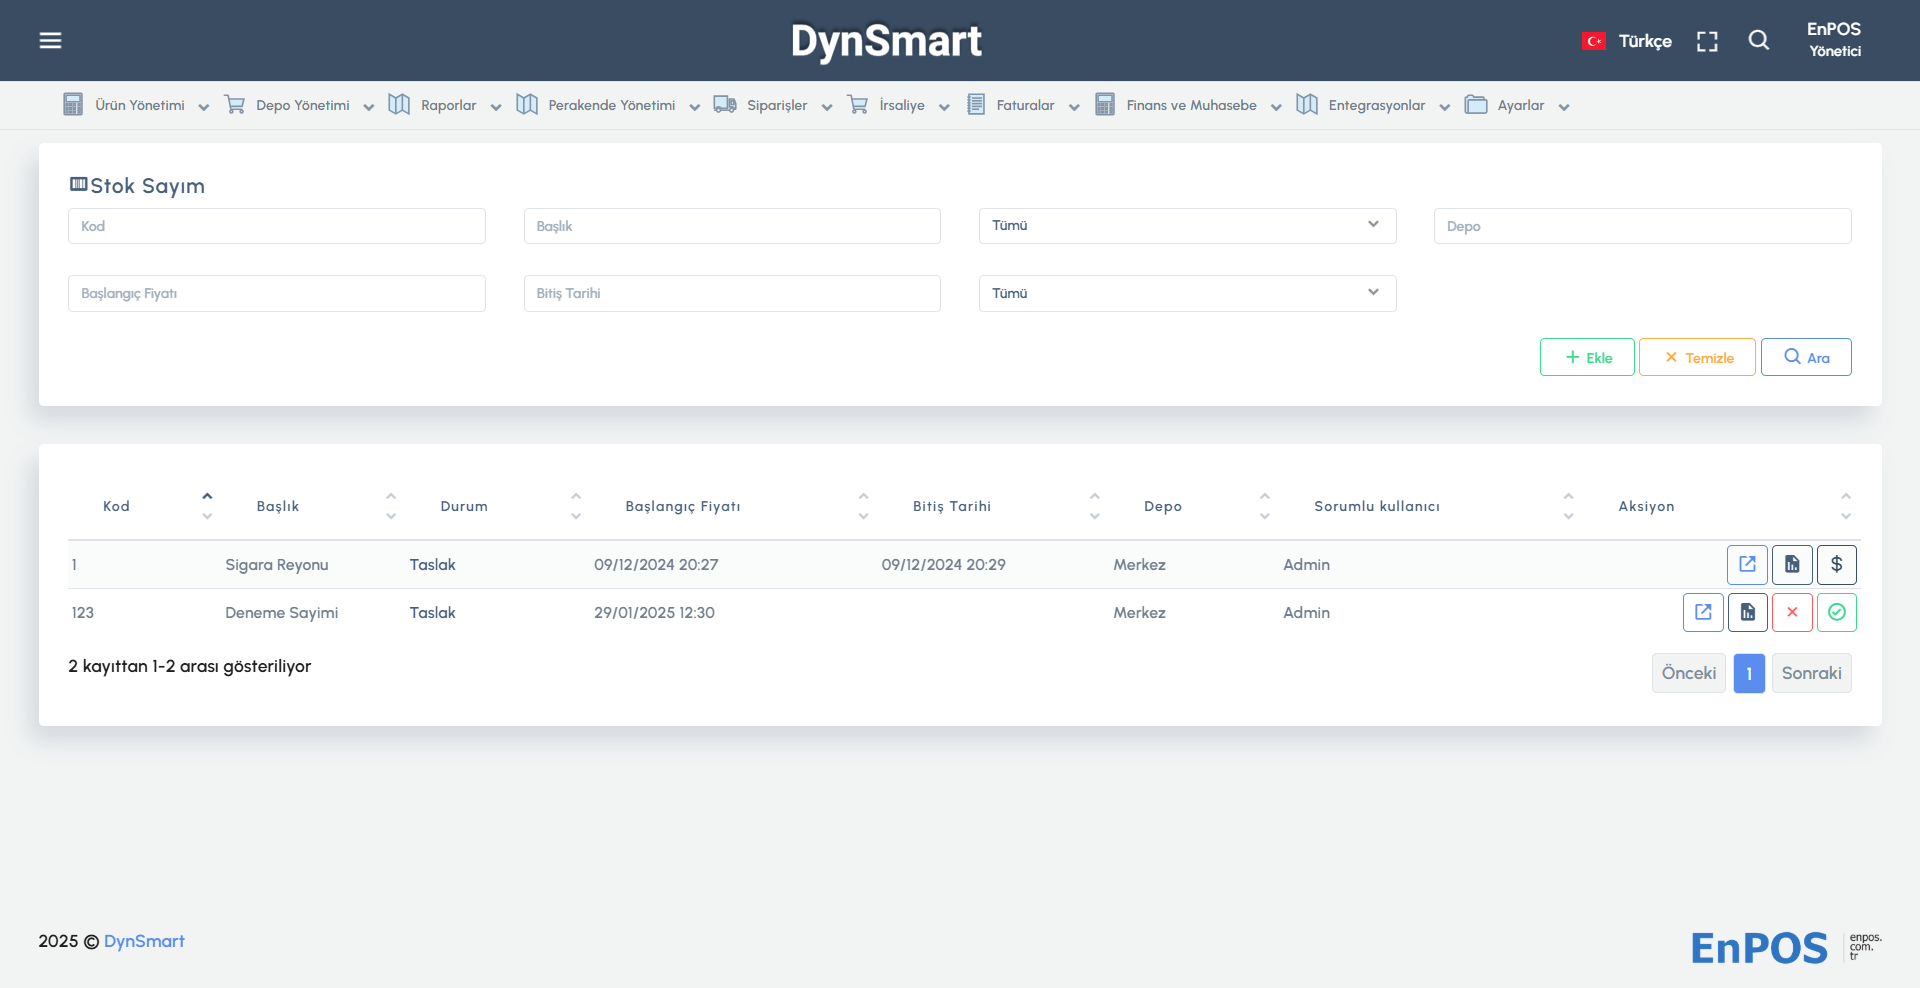 DynSmart
Türkçe
EnPOS
Yönetici
Ürün Yönetimi Depo Yönetimi Raporlar Perakende Yönetimi Siparişler İrsaliye Faturalar Finans ve Muhasebe Entegrasyonlar Ayarlar
Stok Sayım
Kod Başlık Tümü Depo
Başlangıç Fiyatı Bitiş Tarihi Tümü
Ekle Temizle Ara
Kod Başlık Durum Başlangıç Fiyatı Bitiş Tarihi Depo Sorumlu kullanıcı Aksiyon
1 Sigara Reyonu Taslak 09/12/2024 20:27 09/12/2024 20:29 Merkez Admin
123 Deneme Sayimi Taslak 29/01/2025 12:30 Merkez Admin
2 kayıttan 1-2 arası gösteriliyor
Önceki 1 Sonraki
2025 © DynSmart
EnPOS
enpos.
com.
tr